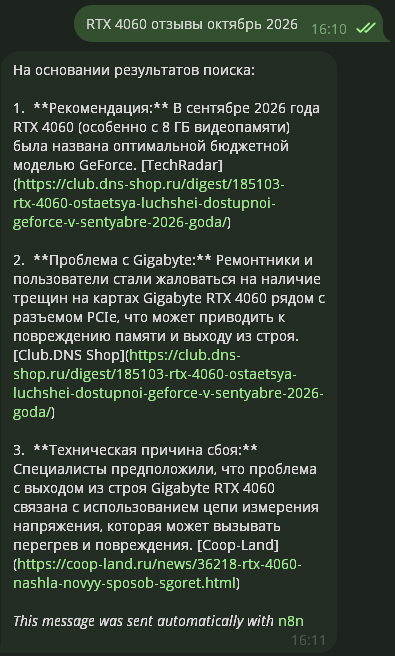 RTX 4060 отзывы октябрь 2026
16:10
На основании результатов поиска:
1. **Рекомендация:** В сентябре 2026 года
RTX 4060 (особенно с 8 ГБ видеопамяти)
была названа оптимальной бюджетной
моделью GeForce. [TechRadar]
(https://club.dns-shop.ru/digest/185103-
rtx-4060-ostaetsya-luchshei-dostupnoi-
geforce-v-sentyabre-2026-goda/)
2. **Проблема с Gigabyte:** Ремонтники и
пользователи стали жаловаться на наличие
трещин на картах Gigabyte RTX 4060 рядом с
разъемом PCIe, что может приводить к
повреждению памяти и выходу из строя.
[Club.DNS Shop](https://club.dns-
shop.ru/digest/185103-rtx-4060-ostaetsya-
luchshei-dostupnoi-geforce-v-sentyabre-2026-
goda/)
3. **Техническая причина сбоя:**
Специалисты предположили, что проблема
с выходом из строя Gigabyte RTX 4060
связана с использованием цепи измерения
напряжения, которая может вызывать
перегрев и повреждения. [Coop-Land]
(https://coop-land.ru/news/36218-rtx-4060-
nashla-novyy-sposob-sgoret.html)
This message was sent automatically with n8n
16:11